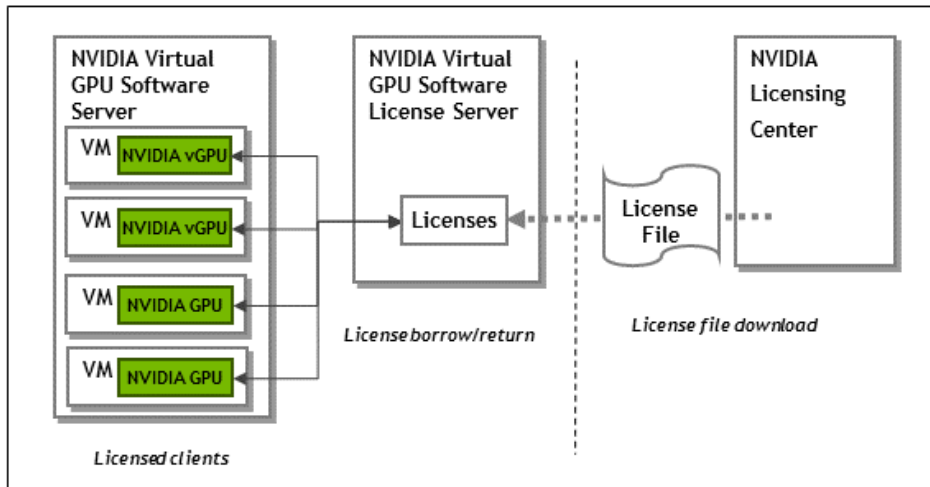 NVIDIA Virtual
GPU Software
Server
VM NVIDIA vGPU
VM NVIDIA vGPU
VM NVIDIA GPU
VM NVIDIA GPU
Licensed clients
NVIDIA Virtual
GPU Software
License Server
Licenses
License borrow/return
License
File
License file download
NVIDIA
Licensing
Center